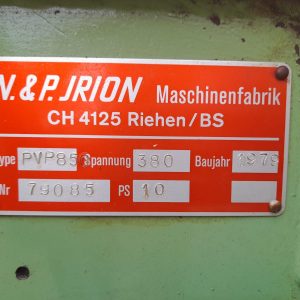 N. & P. JRION Maschinenfabrik
CH 4125 Riehen/BS
ype PVP85 Spannung 380 Baujahr 1979
Nr 79085 PS 10